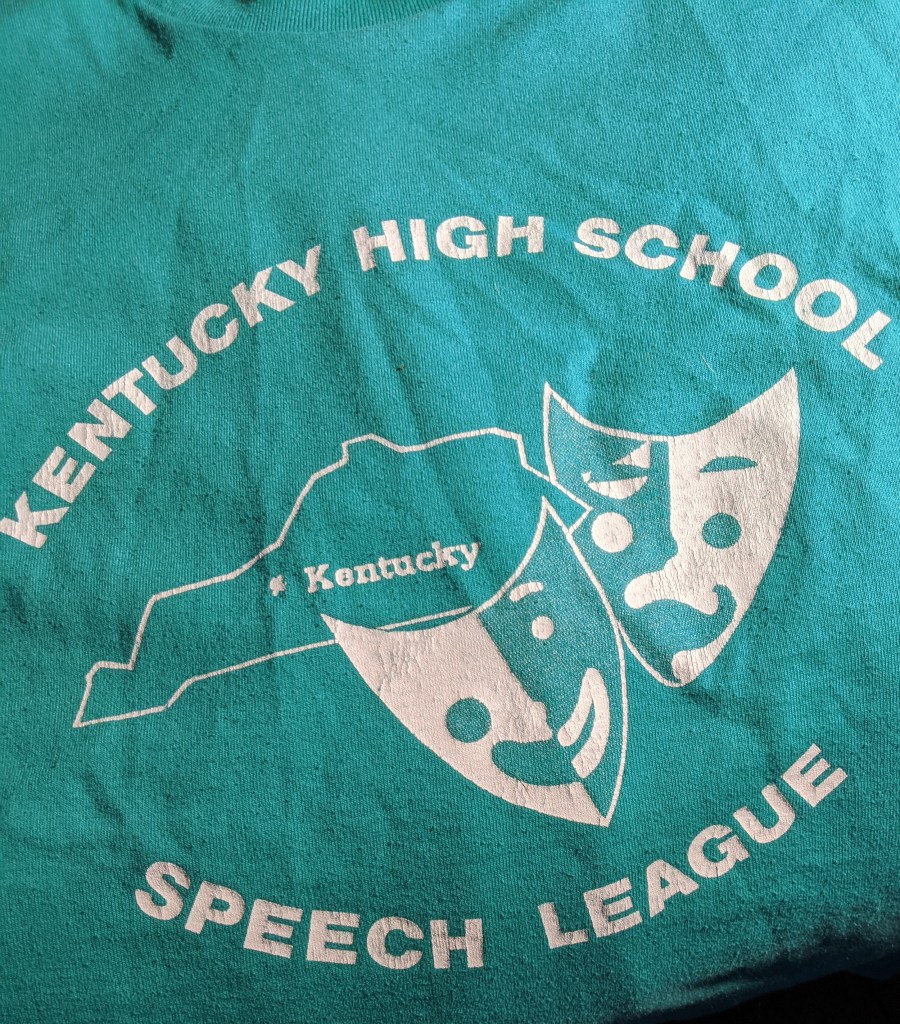 KENTUCKY HIGH SCHOOL
* Kentucky
SPEECH LEAGUE